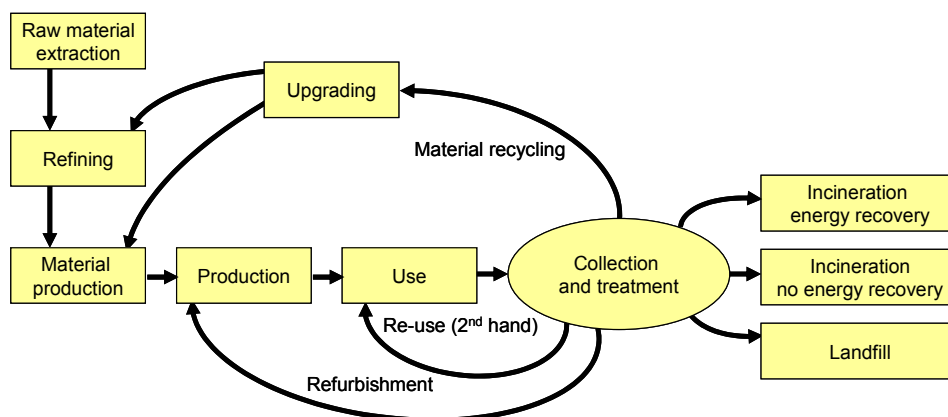 Raw material
extraction
Upgrading
Refining
Material recycling
Incineration
energy recovery
Material
production
Production
Use
Collection
and treatment
Incineration
no energy recovery
Re-use (2nd hand)
Landfill
Refurbishment